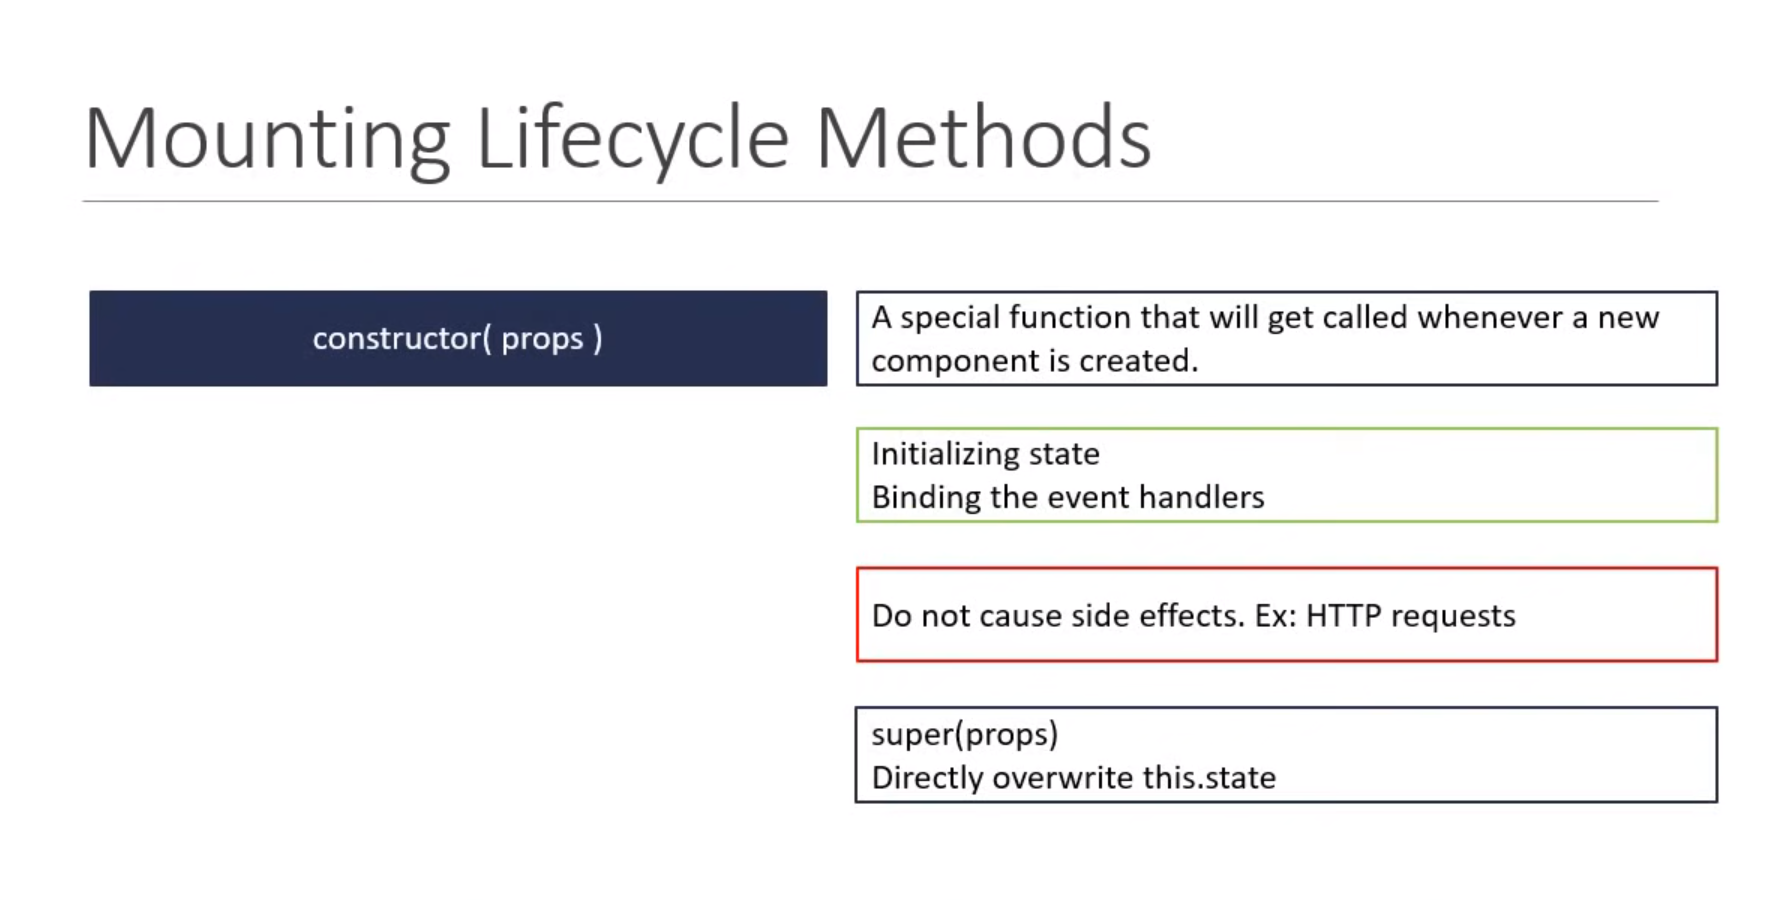 Mounting Lifecycle Methods
constructor( props )
A special function that will get called whenever a new
component is created.
Initializing state
Binding the event handlers
Do not cause side effects. Ex: HTTP requests
super(props)
Directly overwrite this.state